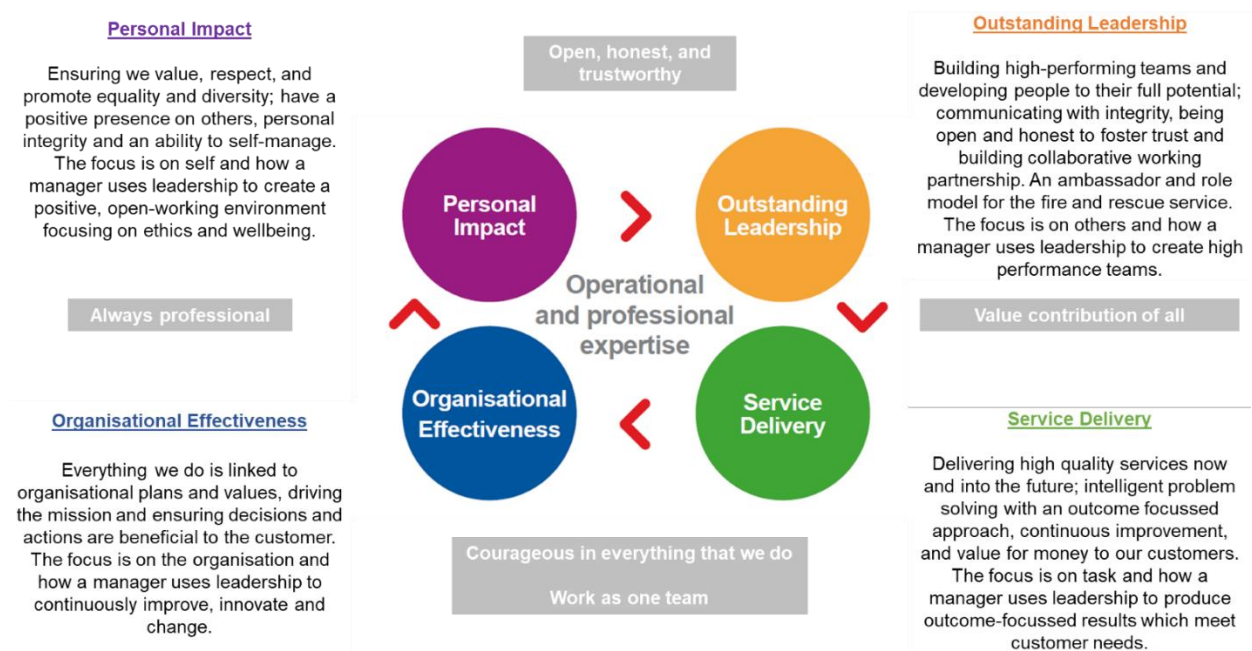 Personal Impact
Ensuring we value, respect, and
promote equality and diversity; have a
positive presence on others, personal
integrity and an ability to self-manage.
The focus is on self and how a
manager uses leadership to create a
positive, open-working environment
focusing on ethics and wellbeing.
Open, honest, and
trustworthy
Outstanding Leadership
Building high-performing teams and
developing people to their full potential;
communicating with integrity, being
open and honest to foster trust and
building collaborative working
partnership. An ambassador and role
model for the fire and rescue service.
The focus is on others and how a
manager uses leadership to create high
performance teams.
Personal
Impact
Outstanding
Leadership
Always professional
Operational
and professional
expertise
Value contribution of all
Organisational
Effectiveness
Service
Delivery
Organisational Effectiveness
Everything we do is linked to
organisational plans and values, driving
the mission and ensuring decisions and
actions are beneficial to the customer.
The focus is on the organisation and
how a manager uses leadership to
continuously improve, innovate and
change.
Courageous in everything that we do
Work as one team
Service Delivery
Delivering high quality services now
and into the future; intelligent problem
solving with an outcome focussed
approach, continuous improvement,
and value for money to our customers.
The focus is on task and how a
manager uses leadership to produce
outcome-focussed results which meet
customer needs.